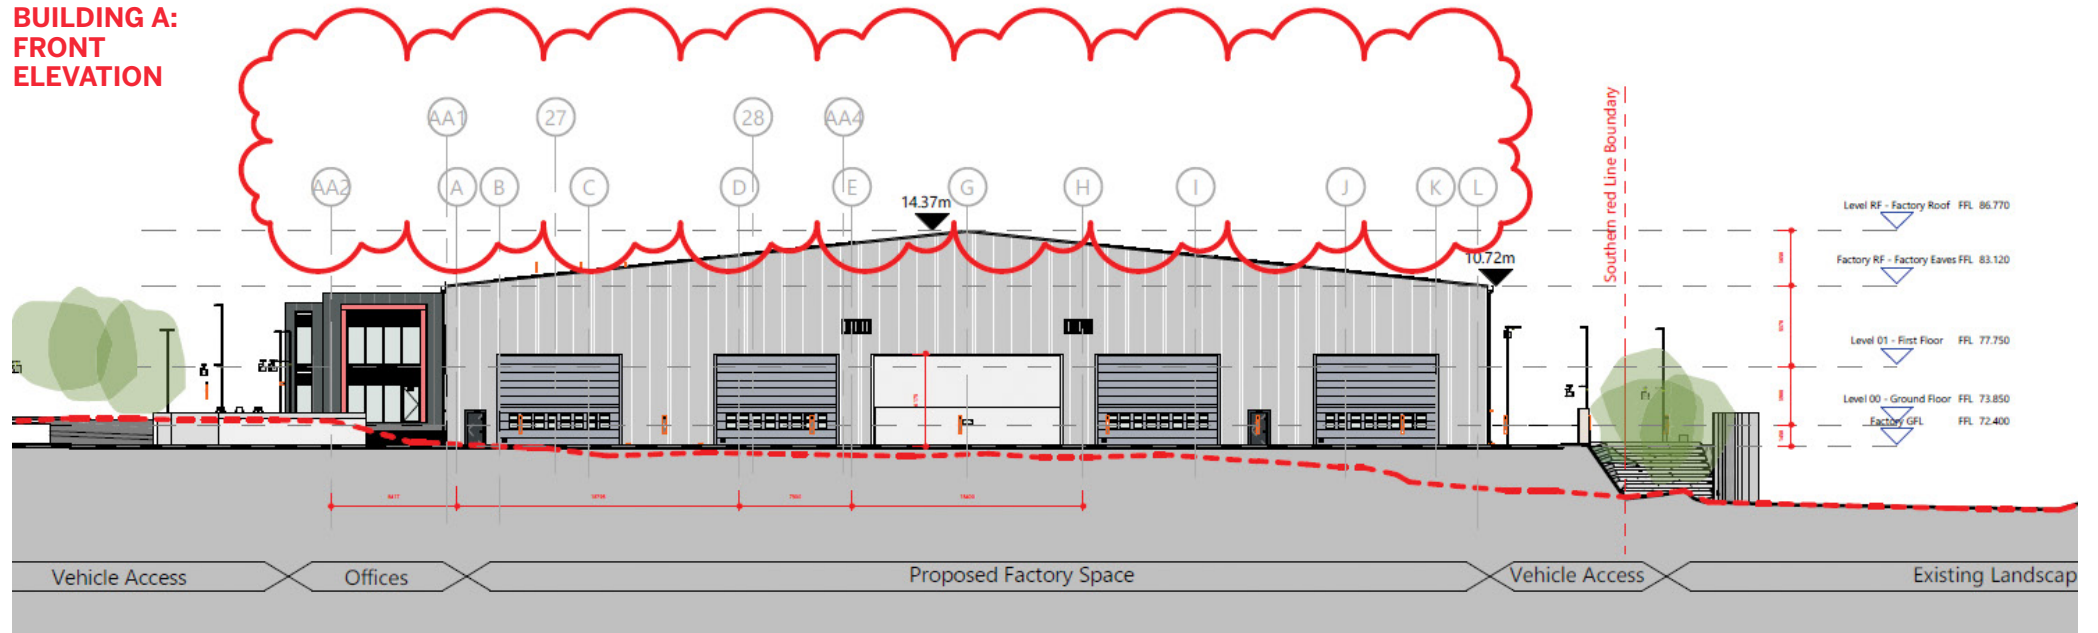 BUILDING A:
FRONT
ELEVATION
AA1
27
28
AA4
AA2
A
B
C
D
E
G
H
I
J
K
L
14.37m
10.72m
Southern red Line Boundary
Level RF - Factory Roof FFL 86.770
Factory RF - Factory Eaves FFL 83.120
Level 01 - First Floor FFL 77.750
Level 00 - Ground Floor FFL 73.850
Factory GFL FFL 72.400
Vehicle Access
Offices
Proposed Factory Space
Vehicle Access
Existing Landscap